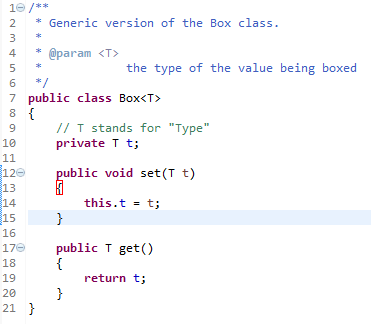 1 /**
2  * Generic version of the Box class.
3  *
4  * @param <T>
5  *            the type of the value being boxed
6  */
7 public class Box<T>
8 {
9     // T stands for "Type"
10     private T t;
11
12     public void set(T t)
13     {
14         this.t = t;
15     }
16
17     public T get()
18     {
19         return t;
20     }
21 }